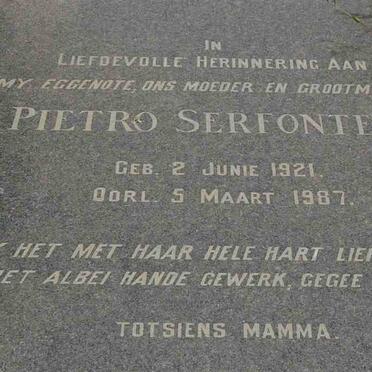 IN
LIEFDEVOLLE HERINNERING AAN
MY EGGENOTE, ONS MOEDER EN GROOTM
PIETRO SERFONTE
GEB. 2 JUNIE 1921.
OORL. 5 MAART 1987.
HET MET HAAR HELE HART LIE
ET ALBEI HANDE GEWERK, GEGEE
TOTSIENS MAMMA.